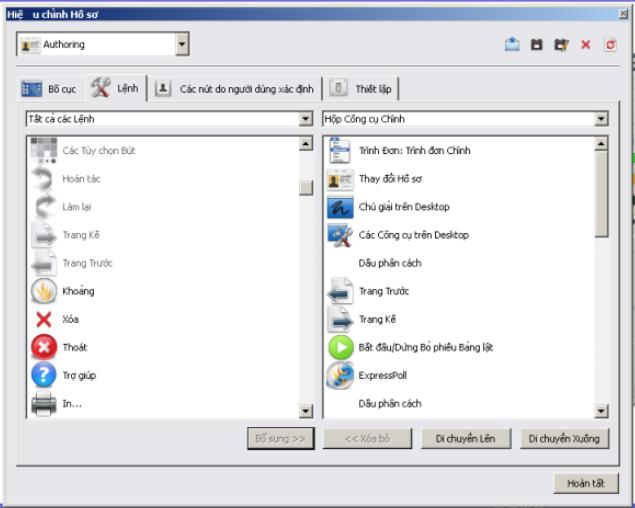 Hiệ u chỉnh Hồ sơ
Authoring
Bố cục
Lệnh
Các nút do người dùng xác định
Thiết lập
Tất cả các Lệnh
Hộp Công cụ Chính
Các Tùy chọn Bút
Hoàn tác
Làm lại
Trang Kế
Trang Trước
Khoảng
Xóa
Thoát
Trợ giúp
In...
Trình Đơn: Trình đơn Chính
Thay đổi Hồ sơ
Chú giải trên Desktop
Các Công cụ trên Desktop
Dấu phân cách
Trang Trước
Trang Kế
Bắt đầu/Dừng Bỏ phiếu Bảng lật
ExpressPoll
Dấu phân cách
Bổ sung >>
<< Xóa bỏ
Di chuyển Lên
Di chuyển Xuống
Hoàn tất